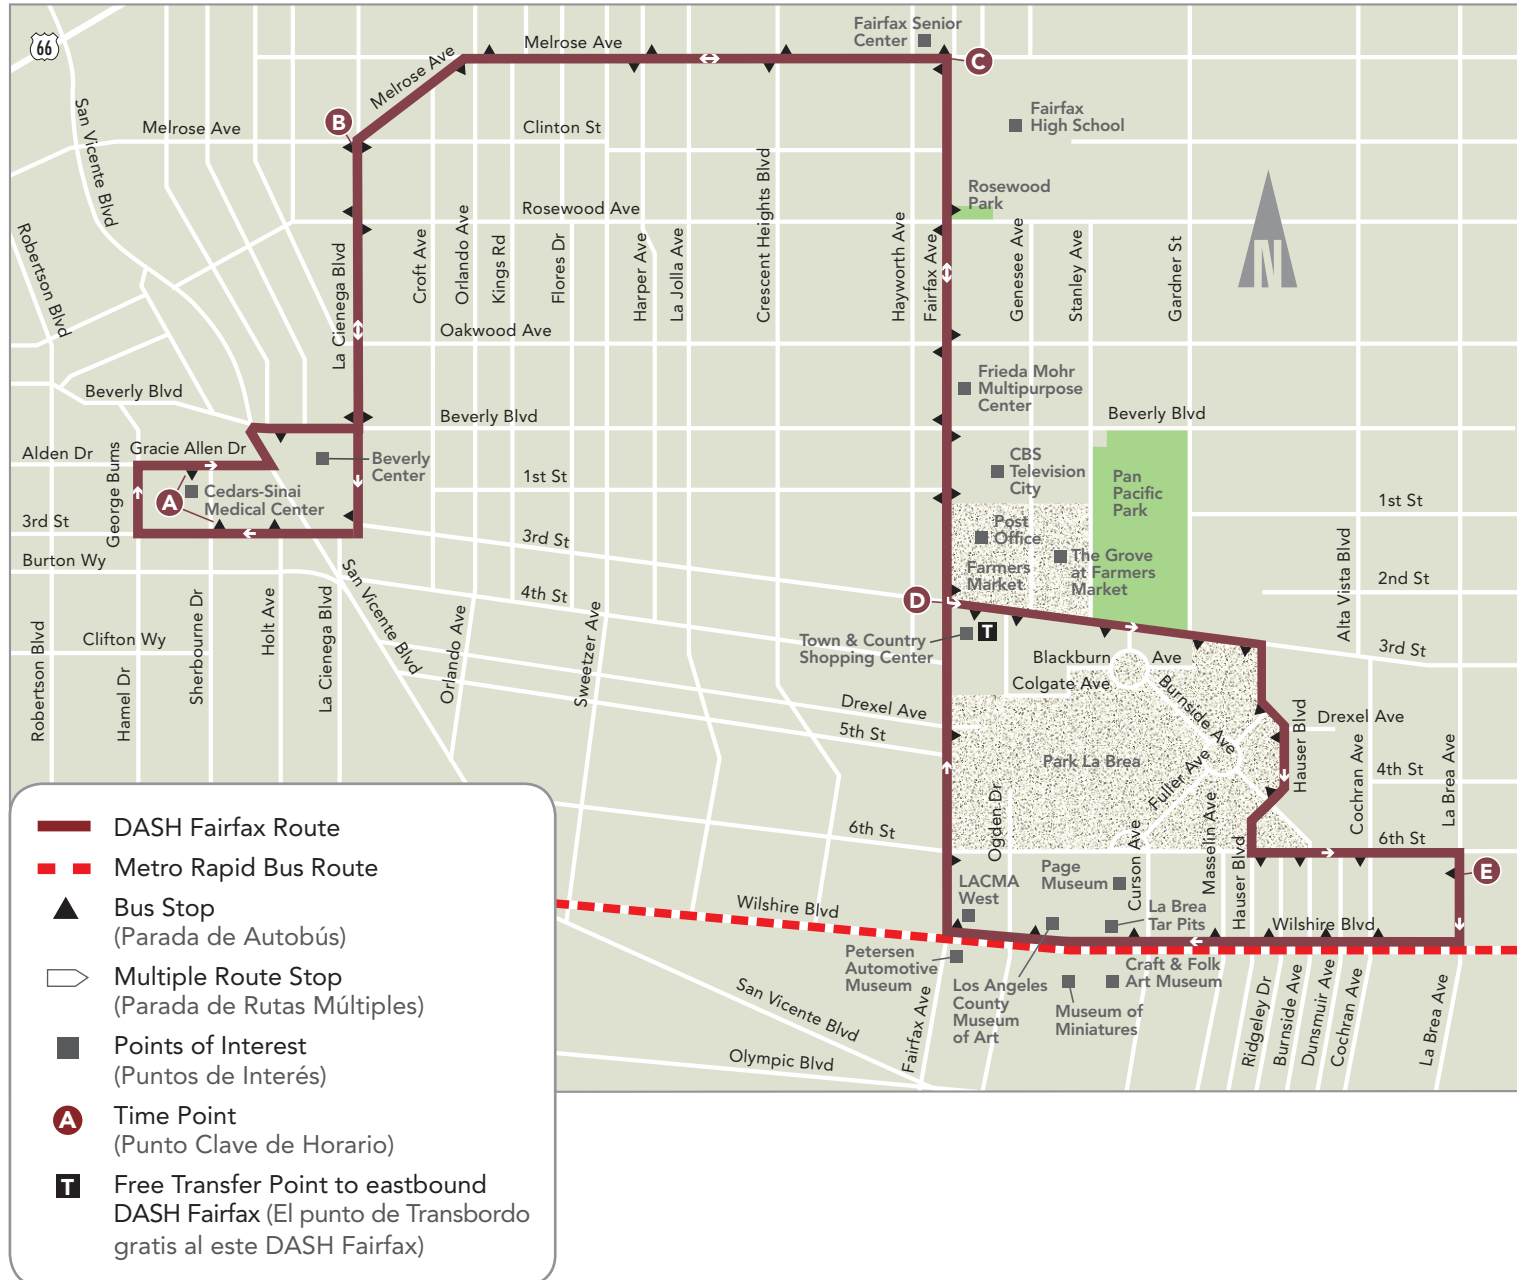 66
Fairfax Senior
Center
C
Melrose Ave
Melrose Ave
B
Melrose Ave
Clinton St
Fairfax
High School
San Vicente Blvd
Rosewood
Park
Rosewood Ave
Robertson Blvd
La Cienega Blvd
Croft Ave
Orlando Ave
Kings Rd
Flores Dr
Harper Ave
La Jolla Ave
Crescent Heights Blvd
Hayworth Ave
Fairfax Ave
Genesee Ave
Stanley Ave
Gardner St
N
Oakwood Ave
Frieda Mohr
Multipurpose
Center
Beverly Blvd
Beverly Blvd
Beverly Blvd
Alden Dr
Gracie Allen Dr
George Burns
Beverly
Center
A
Cedars-Sinai
Medical Center
1st St
CBS
Television
City
Pan
Pacific
Park
1st St
3rd St
3rd St
Post
Office
Farmers
Market
The Grove
at Farmers
Market
Alta Vista Blvd
Burton Wy
San Vicente Blvd
4th St
2nd St
D
T
Town & Country
Shopping Center
Clifton Wy
Robertson Blvd
Hamel Dr
Sherbourne Dr
Holt Ave
La Cienega Blvd
Orlando Ave
Sweetzer Ave
Blackburn Ave
Colgate Ave
Burnside Ave
3rd St
Drexel Ave
5th St
Drexel Ave
Hauser Blvd
Park La Brea
Fuller Ave
Cochran Ave
4th St
La Brea Ave
6th St
Ogden Dr
Curson Ave
Masselin Ave
Hauser Blvd
6th St
E
Page
Museum
LACMA
West
La Brea
Tar Pits
Wilshire Blvd
Wilshire Blvd
Petersen
Automotive
Museum
Los Angeles
County
Museum
of Art
Craft & Folk
Art Museum
Museum of
Miniatures
San Vicente Blvd
Olympic Blvd
Fairfax Ave
Ridgeley Dr
Burnside Ave
Dunsmuir Ave
Cochran Ave
La Brea Ave
DASH Fairfax Route
Metro Rapid Bus Route
Bus Stop
(Parada de Autobús)
Multiple Route Stop
(Parada de Rutas Múltiples)
Points of Interest
(Puntos de Interés)
A
Time Point
(Punto Clave de Horario)
T
Free Transfer Point to eastbound
DASH Fairfax (El punto de Transbordo
gratis al este DASH Fairfax)